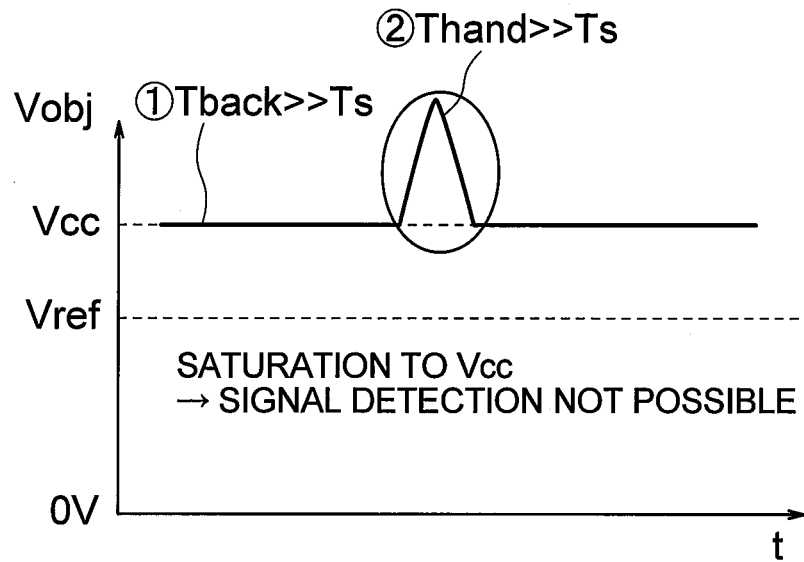 ②Thand>>Ts
①Tback>>Ts
Vobj
Vcc
Vref
SATURATION TO Vcc
→ SIGNAL DETECTION NOT POSSIBLE
0V
t